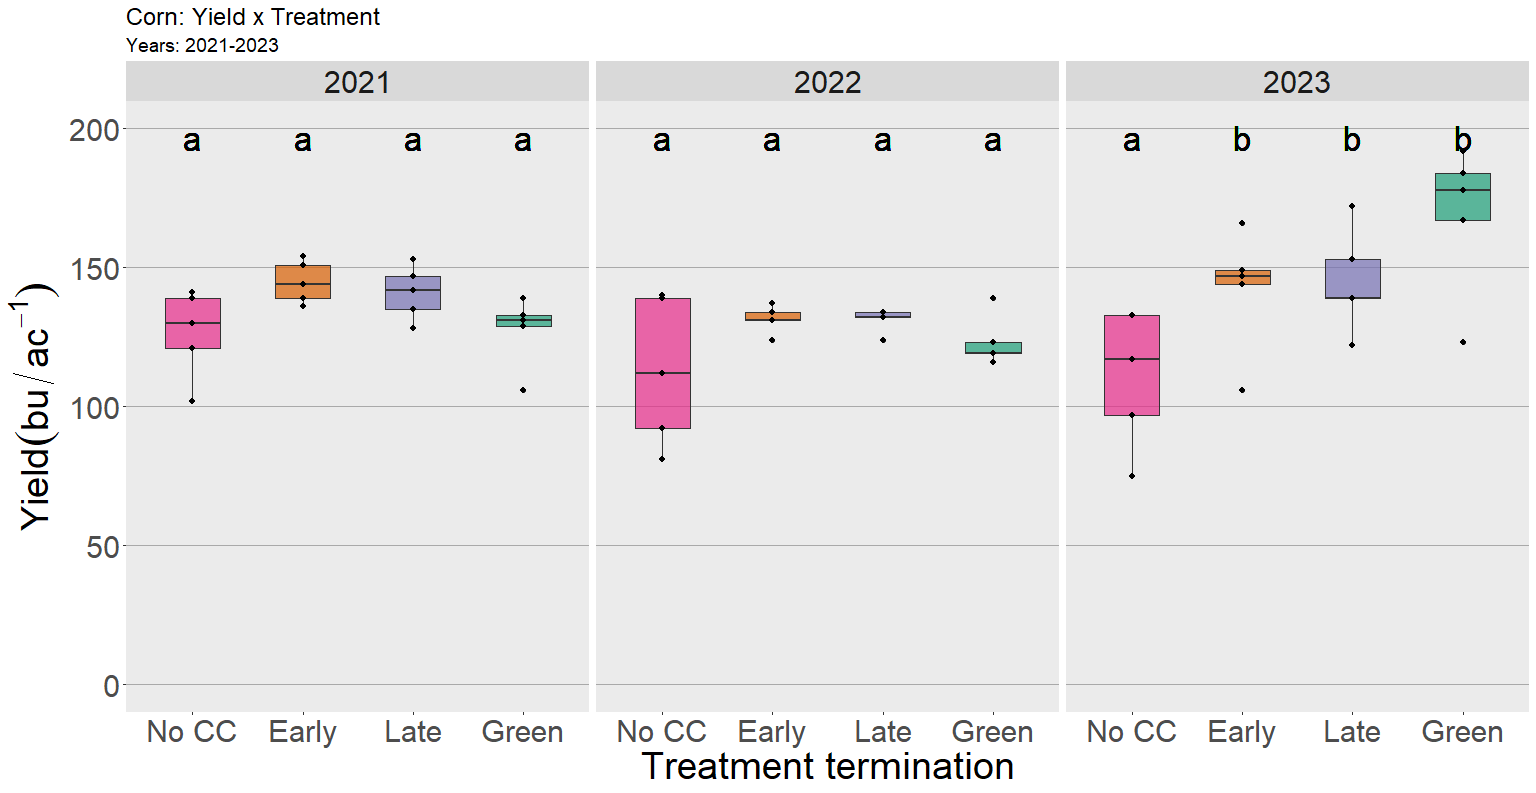 Corn: Yield x Treatment
Years: 2021-2023
2021 2022 2023
a a a a a a a a a b b b
200
150
100
50
0
Yield(bu/ac⁻¹)
No CC Early Late Green No CC Early Late Green No CC Early Late Green
Treatment termination